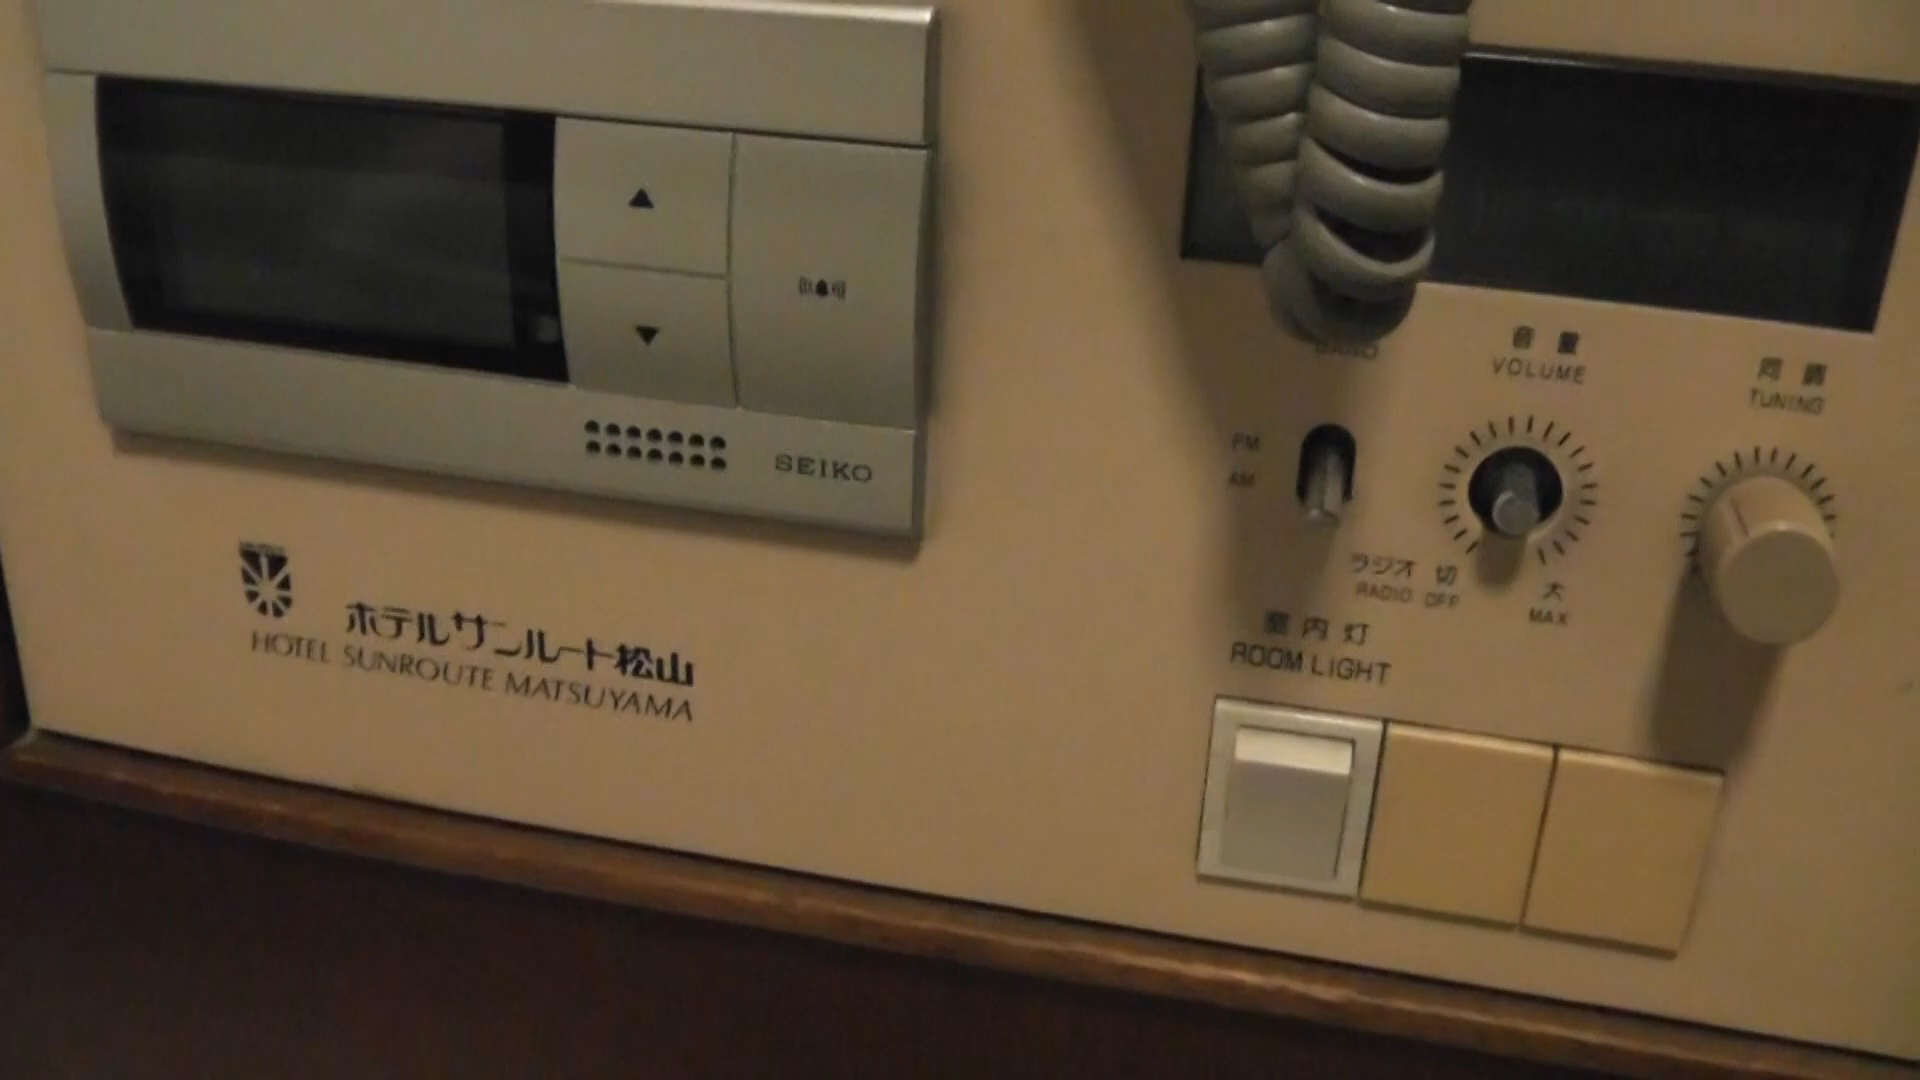 SEIKO
ホテルサンルート松山
HOTEL SUNROUTE MATSUYAMA
音量
VOLUME
同調
TUNING
FM
AM
ラジオ 切
RADIO OFF
大
MAX
室内灯
ROOM LIGHT